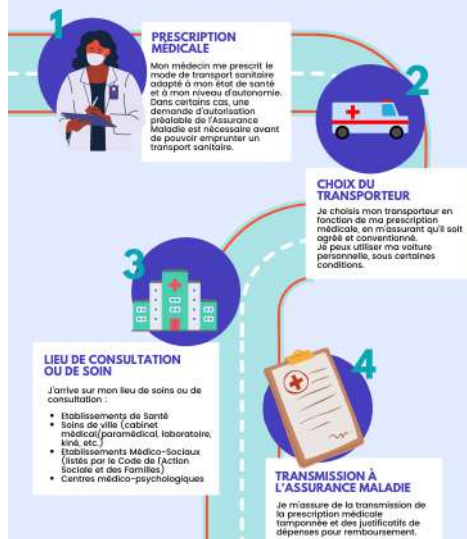 1
PRESCRIPTION
MÉDICALE
Mon médecin me prescrit le
mode de transport sanitaire
adapté à mon état de santé
et à mon niveau d'autonomie.
Dans certains cas, une
demande d'autorisation
préalable de l'Assurance
Maladie est nécessaire avant
de pouvoir emprunter un
transport sanitaire.
2
CHOIX DU
TRANSPORTEUR
Je choisis mon transporteur en
fonction de ma prescription
médicale, en m'assurant qu'il soit
agréé et conventionné.
Je peux utiliser ma voiture
personnelle, sous certaines
conditions.
3
LIEU DE CONSULTATION
OU DE SOIN
J'arrive sur mon lieu de soins ou de
consultation :
• Etablissements de Santé
• Soins de ville (cabinet
médical/paramédical, laboratoire,
kiné, etc.)
• Etablissements Médico-Sociaux
(listés par le Code de l'Action
Sociale et des Familles)
• Centres médico-psychologiques
4
TRANSMISSION À
L'ASSURANCE MALADIE
Je m'assure de la transmission de
la prescription médicale
tamponnée et des justificatifs de
dépenses pour remboursement.